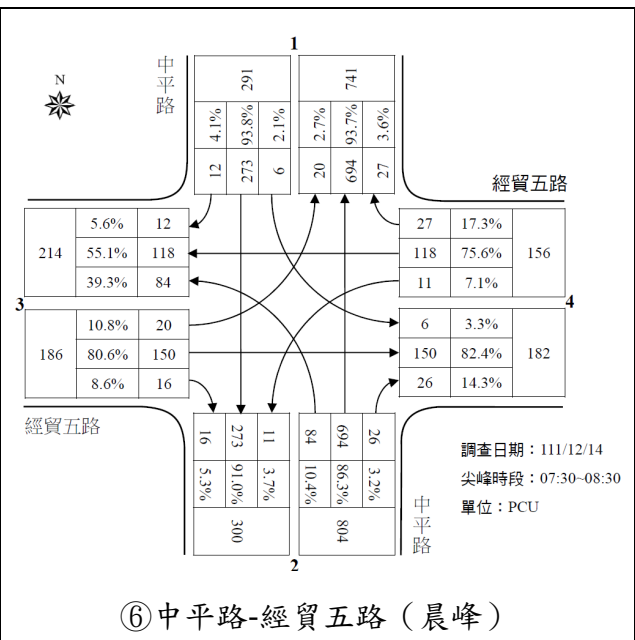 1
中平路
N
291
741
4.1% 93.8% 2.1%
2.7% 93.7% 3.6%
12 273 6
20 694 27
經貿五路
214 5.6% 12
55.1% 118
39.3% 84
27 17.3% 156
118 75.6%
11 7.1%
3
4
186 10.8% 20
80.6% 150
8.6% 16
6 3.3% 182
150 82.4%
26 14.3%
經貿五路
16 273 11
84 694 26
5.3% 91.0% 3.7%
10.4% 86.3% 3.2%
300
804
中平路
2
調查日期：111/12/14
尖峰時段：07:30~08:30
單位：PCU
⑥中平路-經貿五路（晨峰）